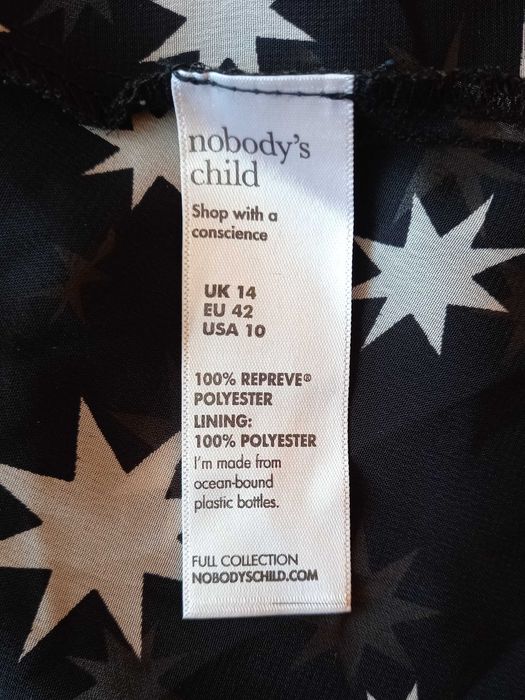 nobody's
child
Shop with a
conscience
UK 14
EU 42
USA 10
100% REPREVE®
POLYESTER
LINING:
100% POLYESTER
I'm made from
ocean-bound
plastic bottles.
FULL COLLECTION
NOBODYSCHILD.COM